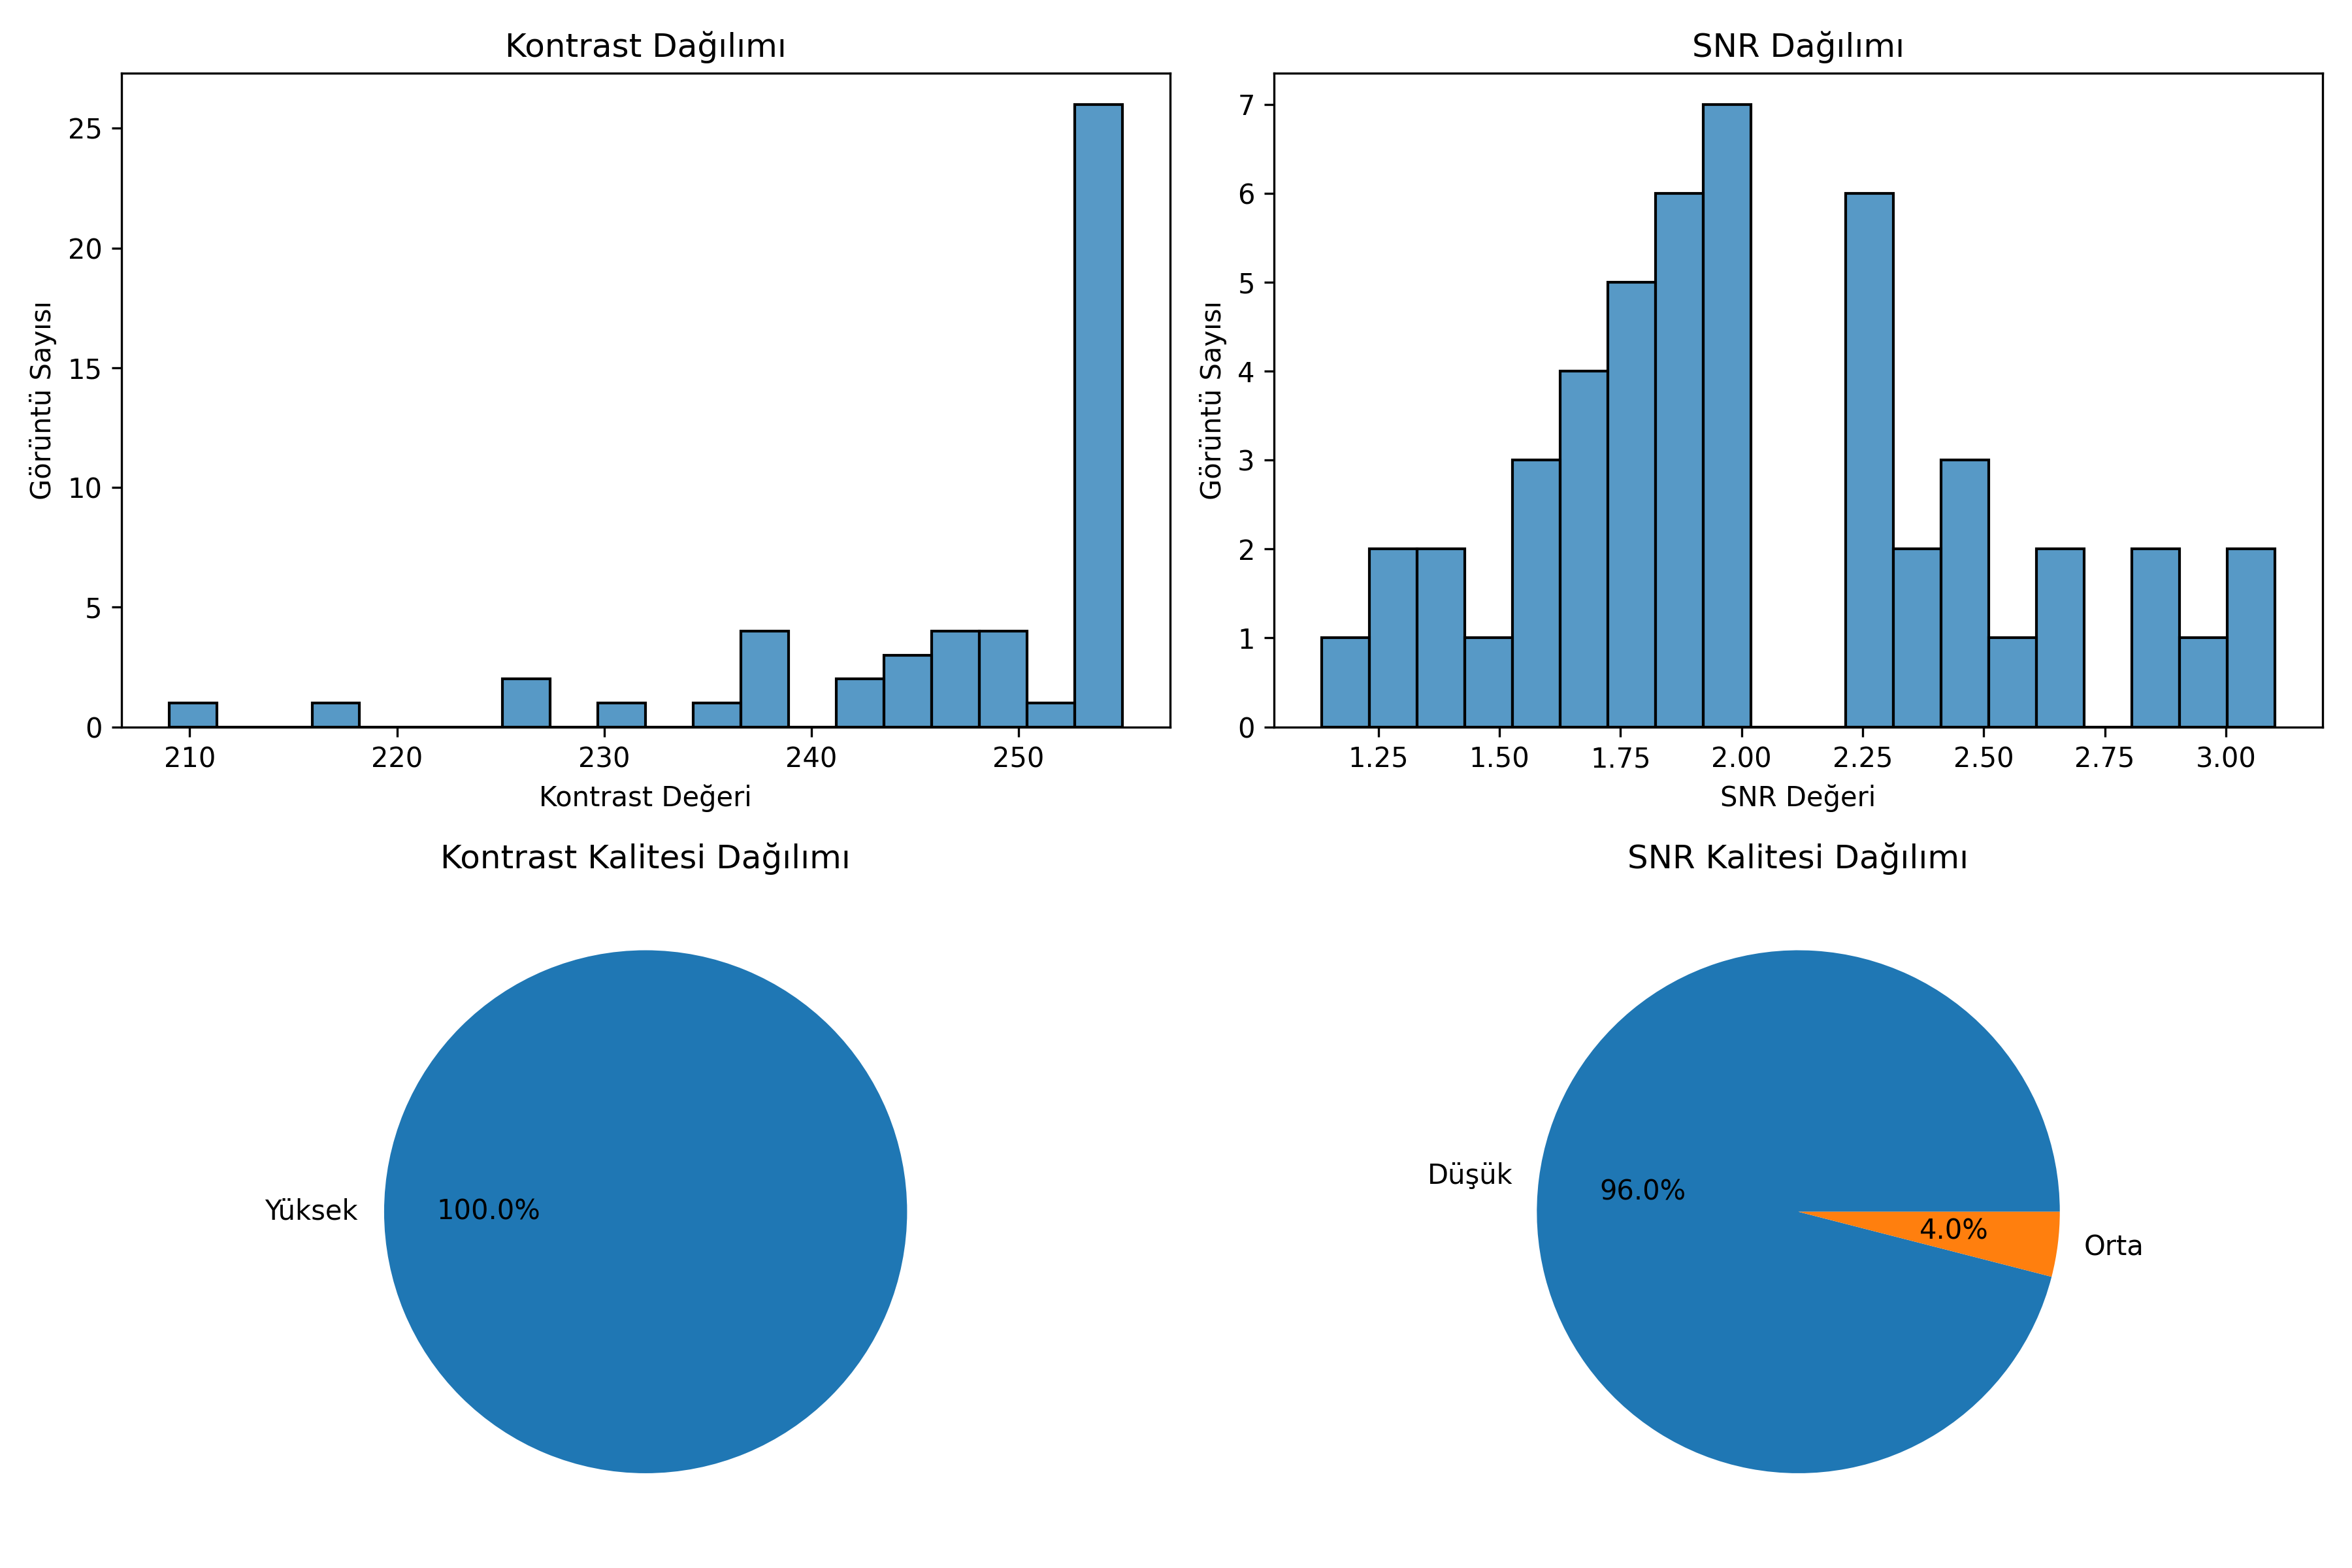 Kontrast Dağılımı
25
20
15
10
5
0
Görüntü Sayısı
210 220 230 240 250
Kontrast Değeri
SNR Dağılımı
7
6
5
4
3
2
1
0
Görüntü Sayısı
1.25 1.50 1.75 2.00 2.25 2.50 2.75 3.00
SNR Değeri
Kontrast Kalitesi Dağılımı
Yüksek
100.0%
SNR Kalitesi Dağılımı
Düşük
96.0%
4.0%
Orta